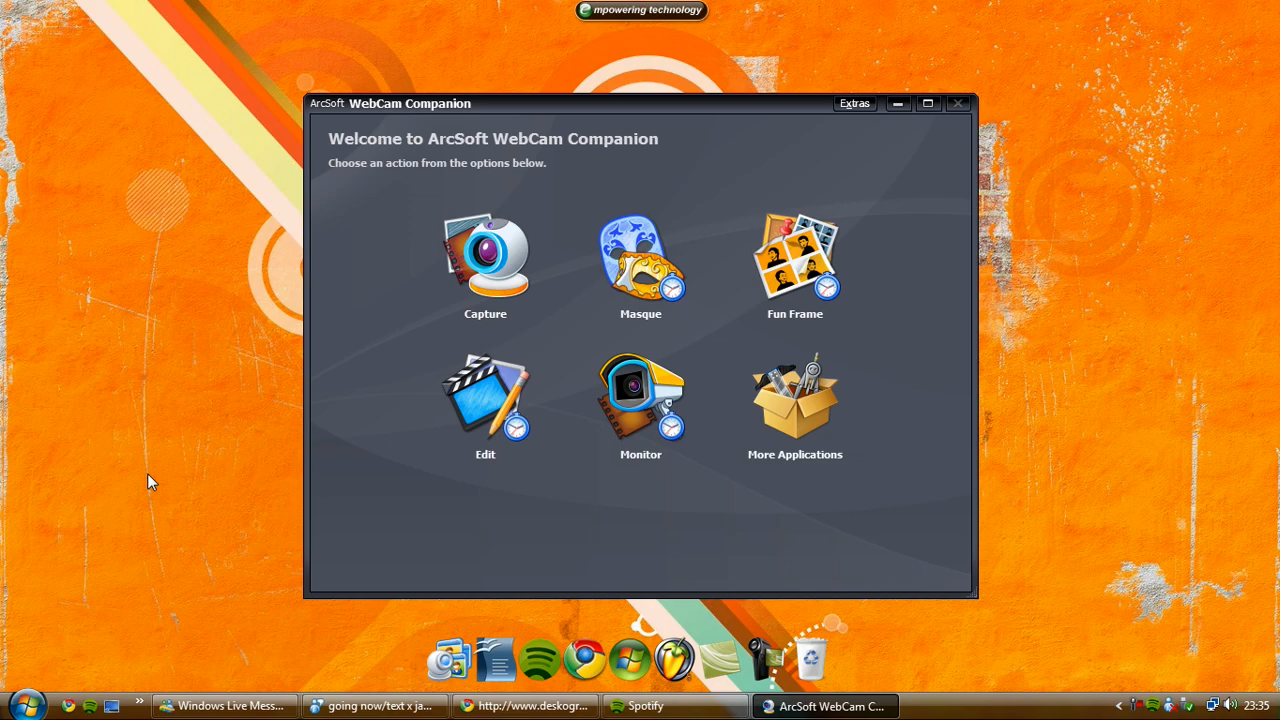 empowering technology
ArcSoft WebCam Companion
Extras
Welcome to ArcSoft WebCam Companion
Choose an action from the options below.
Capture
Masque
Fun Frame
Edit
Monitor
More Applications
Windows Live Mess...
going now/text x ja...
http://www.deskogr...
Spotify
ArcSoft WebCam C...
23:35